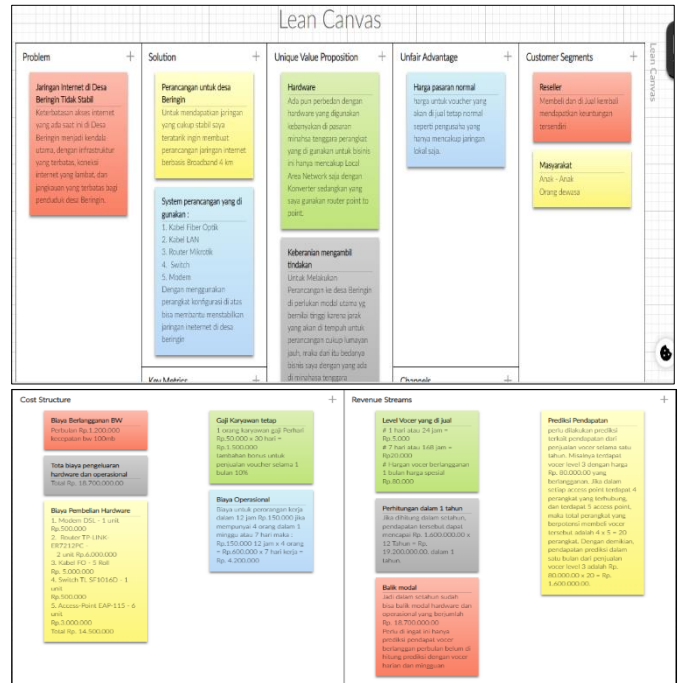 Lean Canvas
Problem
Jaringan Internet di Desa
Beringin Tidak Stabil
Keterbatasan akses internet
yang ada saat ini di Desa
Beringin menjadi kendala
utama, dengan infrastruktur
yang terbatas, koneksi
internet yang lambat, dan
jangkauan yang terbatas bagi
penduduk desa Beringin.
Solution
Perancangan untuk desa
Beringin
Untuk mendapatian jaringan
yang cukup stabil saya
teratarik ingin membuat
perancangan jaringan internet
berbasis Broadband 4 km
System perancangan yang di
gunakan :
1. Kabel Fiber Optik
2. Kabel LAN
3. Router Mikrotik
4. Switch
5. Modem
Dengan menggunakan
perangkat konfigurasi di atas
bisa membantu menstabilkan
jaringan ineternet di desa
beringin
Key Metrics
Unique Value Proposition
Hardware
Ada pun perbedan dengan
hardware yang digunakan
kebanyakan di pasaran
minahsa tenggara perangkat
yang di gunakan untuk bisnis
ini hanya mencakup Local
Area Network saja dengan
Konverter sedangkan yang
saya gunakan router point to
point.
Keberanian mengambil
tindakan
Untuk Melakukan
Perancangan ke desa Beringin
di perlukan modal utama yg
bernilai tinggi karena jarak
yang akan di tempuh untuk
perancangan cukup lumayan
jauh, maka dari itu bedanya
bisnis saya dengan yang ada
di minahasa tenggara
Unfair Advantage
Harga pasaran normal
harga untuk voucher yang
akan di jual tetap normal
seperti pengusaha yang
hanya mencakup jaringan
lokal saja.
Channels
Customer Segments
Reseller
Membeli dan di jual kembali
mendapatkan keuntungan
tersendiri
Masyarakat
Anak - Anak
Orang dewasa
Lean Canvas
Cost Structure
Biaya Berlangganan BW
Perbulan Rp.1.200.000
kecepatan bw 100mb
Tota biaya pengeluaran
hardware dan operasional
Total Rp. 18.700.000.00
Biaya Pembelian Hardware
1. Modem DSL - 1 unit
Rp.500.000
2. Router TP-LINK
ER7212PC
2 unit Rp.6.000.000
3. Kabel FO - 5 Roll
Rp. 5.000.000
4. Switch TL SF1016D - 1
unit
Rp.500.000
5. Access-Point EAP-115 - 6
unit
Rp.3.000.000
Total Rp. 14.500.000
Gaji Karyawan tetap
1 orang karyawan gaji Perhari
Rp.50.000 x 30 hari =
Rp.1.500.000
tambahan bonus untuk
penjualan voucher selama 1
bulan 10%
Biaya Operasional
Biaya untuk perorangan kerja
dalam 12 jam Rp.150.000 jika
mempunyai 4 orang dalam 1
minggu atau 7 hari maka :
Rp.150.000 12 jam x 4 orang
= Rp.600.000 x 7 hari kerja =
Rp. 4.200.000
Revenue Streams
Level Vocer yang di jual
# 1 hari atau 24 jam =
Rp.5.000
# 7 hari atau 168 jam =
Rp20.000
# Hargan vocer berlangganan
1 bulan harga spesial
Rp.80.000
Perhitungan dalam 1 tahun
Jika dihitung dalam setahun,
pendapatan tersebut dapat
mencapai Rp. 1.600.000.00 x
12 Tahun = Rp.
19.200.000.00, dalam 1
tahun.
Balik modal
Jadi dalam setahun sudah
bisa balik modal hardware dan
operasional yang berjumlah
Rp. 18.700.000.00
Perlu di ingat ini hanya
prediksi pendapat vocer
berlanggan perbulan belum di
hitung prediksi dengan vocer
harian dan mingguan
Prediksi Pendapatan
perlu dilakukan prediksi
terkait pendapatan dari
penjualan vocer selama satu
tahun. Misalnya terdapat
vocer level 3 dengan harga
Rp. 80.000.00 yang
berlangganan. Jika dalam
setiap access point terdapat 4
perangkat yang terhubung,
dan terdapat 5 access point,
maka total perangkat yang
berpotensi membeli vocer
tersebut adalah 4 x 5 = 20
perangkat. Dengan demikian,
pendapatan prediksi dalam
satu bulan dari penjualan
vocer level 3 adalah Rp.
80.000.00 x 20 = Rp.
1.600.000.00.